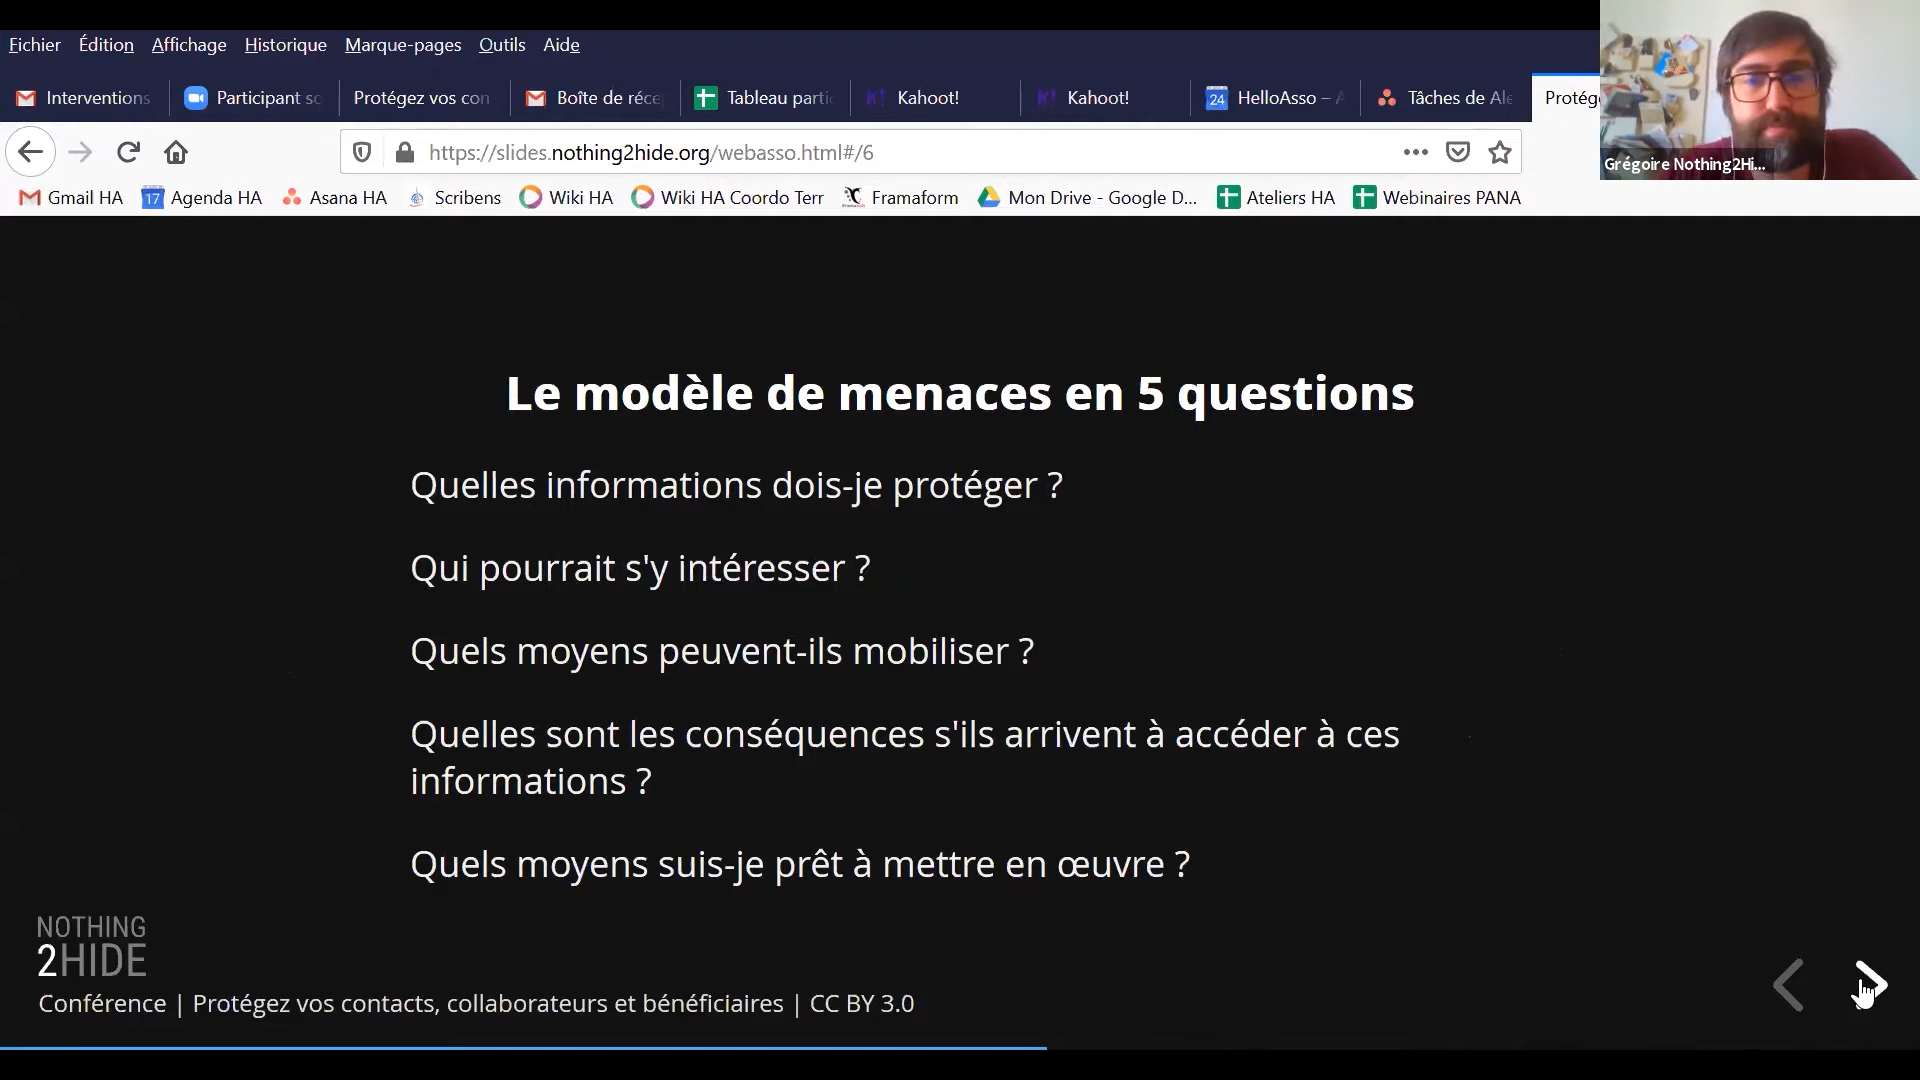 Fichier Édition Affichage Historique Marque-pages Outils Aide
Interventions Participant Protégez vos con Boîte de réce Tableau parti Kahoot! Kahoot! 24 HelloAsso – Tâches de Protég
https://slides.nothing2hide.org/webasso.html#/6
Gmail HA 17 Agenda HA Asana HA Scribens Wiki HA Wiki HA Coordo Terr Framaform Mon Drive - Google D... Ateliers HA Webinaires PANA
Grégoire Nothing2Hi...
Le modèle de menaces en 5 questions
Quelles informations dois-je protéger ?
Qui pourrait s'y intéresser ?
Quels moyens peuvent-ils mobiliser ?
Quelles sont les conséquences s'ils arrivent à accéder à ces
informations ?
Quels moyens suis-je prêt à mettre en œuvre ?
NOTHING
2HIDE
Conférence | Protégez vos contacts, collaborateurs et bénéficiaires | CC BY 3.0